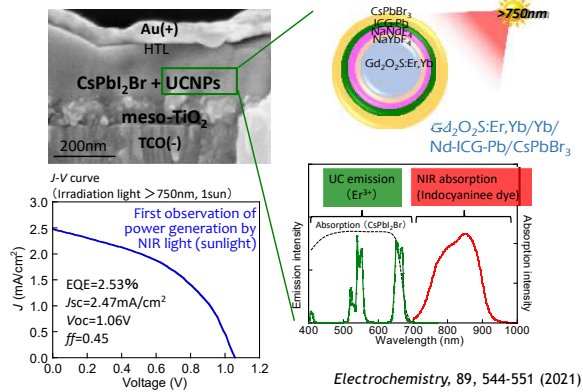 Au(+)
HTL
CsPbI2Br + UCNPs
meso-TiO2
TCO(-)
200nm
CsPbBr3
ICG-Pb
NaNdF4
NaYbF4
Gd2O2S:Er,Yb
>750nm
Gd2O2S:Er,Yb/Yb/
Nd-ICG-Pb/CsPbBr3
J-V curve
(Irradiation light >750nm, 1sun)
3.0
2.5
2.0
1.5
1.0
0.5
0.0
J (mA/cm²)
First observation of
power generation by
NIR light (sunlight)
EQE=2.53%
Jsc=2.47mA/cm²
Voc=1.06V
ff=0.45
0.0 0.2 0.4 0.6 0.8 1.0 1.2
Voltage (V)
UC emission
(Er3+)
NIR absorption
(Indocyaninee dye)
Absorption (CsPbI2Br)
Emission intensity
Absorption intensity
400 500 600 700 800 900 1000
Wavelength (nm)
Electrochemistry, 89, 544-551 (2021)